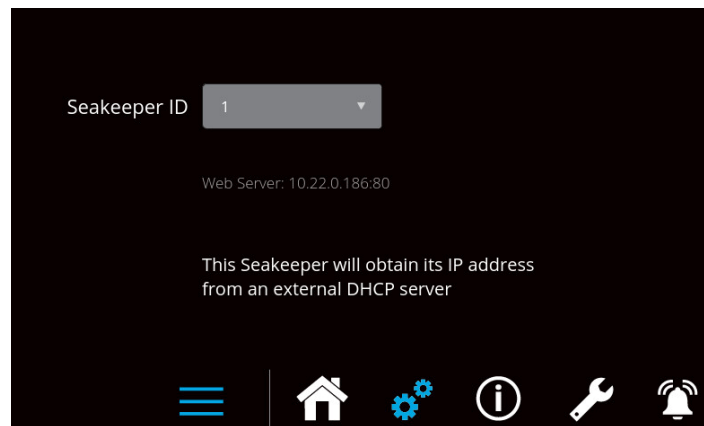 Seakeeper ID 1
Web Server: 10.22.0.186:80
This Seakeeper will obtain its IP address
from an external DHCP server